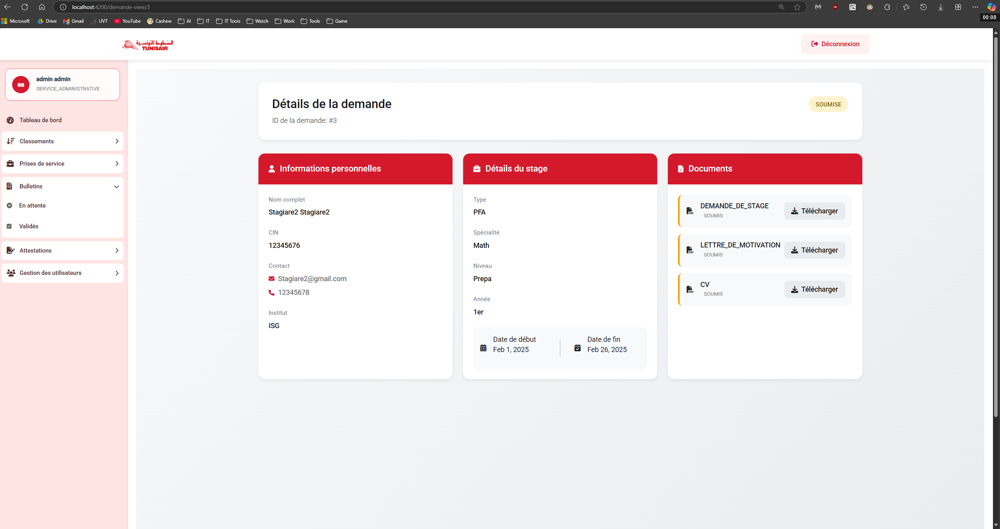 localhost:4200/demande-view/3
Microsoft Drive Gmail UVT YouTube Cashew AI IT IT Tools Watch Work Tools Game
00:08
الخطوط التونسية
TUNISAIR
Déconnexion
aa
admin admin
SERVICE_ADMINISTRATIVE
Tableau de bord
Classements
Prises de service
Bulletins
En attente
Validés
Attestations
Gestion des utilisateurs
Détails de la demande
SOUMISE
ID de la demande: #3
Informations personnelles
Nom complet
Stagiare2 Stagiare2
CIN
12345676
Contact
Stagiare2@gmail.com
12345678
Institut
ISG
Détails du stage
Type
PFA
Spécialité
Math
Niveau
Prepa
Année
1er
Date de début
Feb 1, 2025
Date de fin
Feb 26, 2025
Documents
DEMANDE_DE_STAGE
SOUMIS
Télécharger
LETTRE_DE_MOTIVATION
SOUMIS
Télécharger
CV
SOUMIS
Télécharger